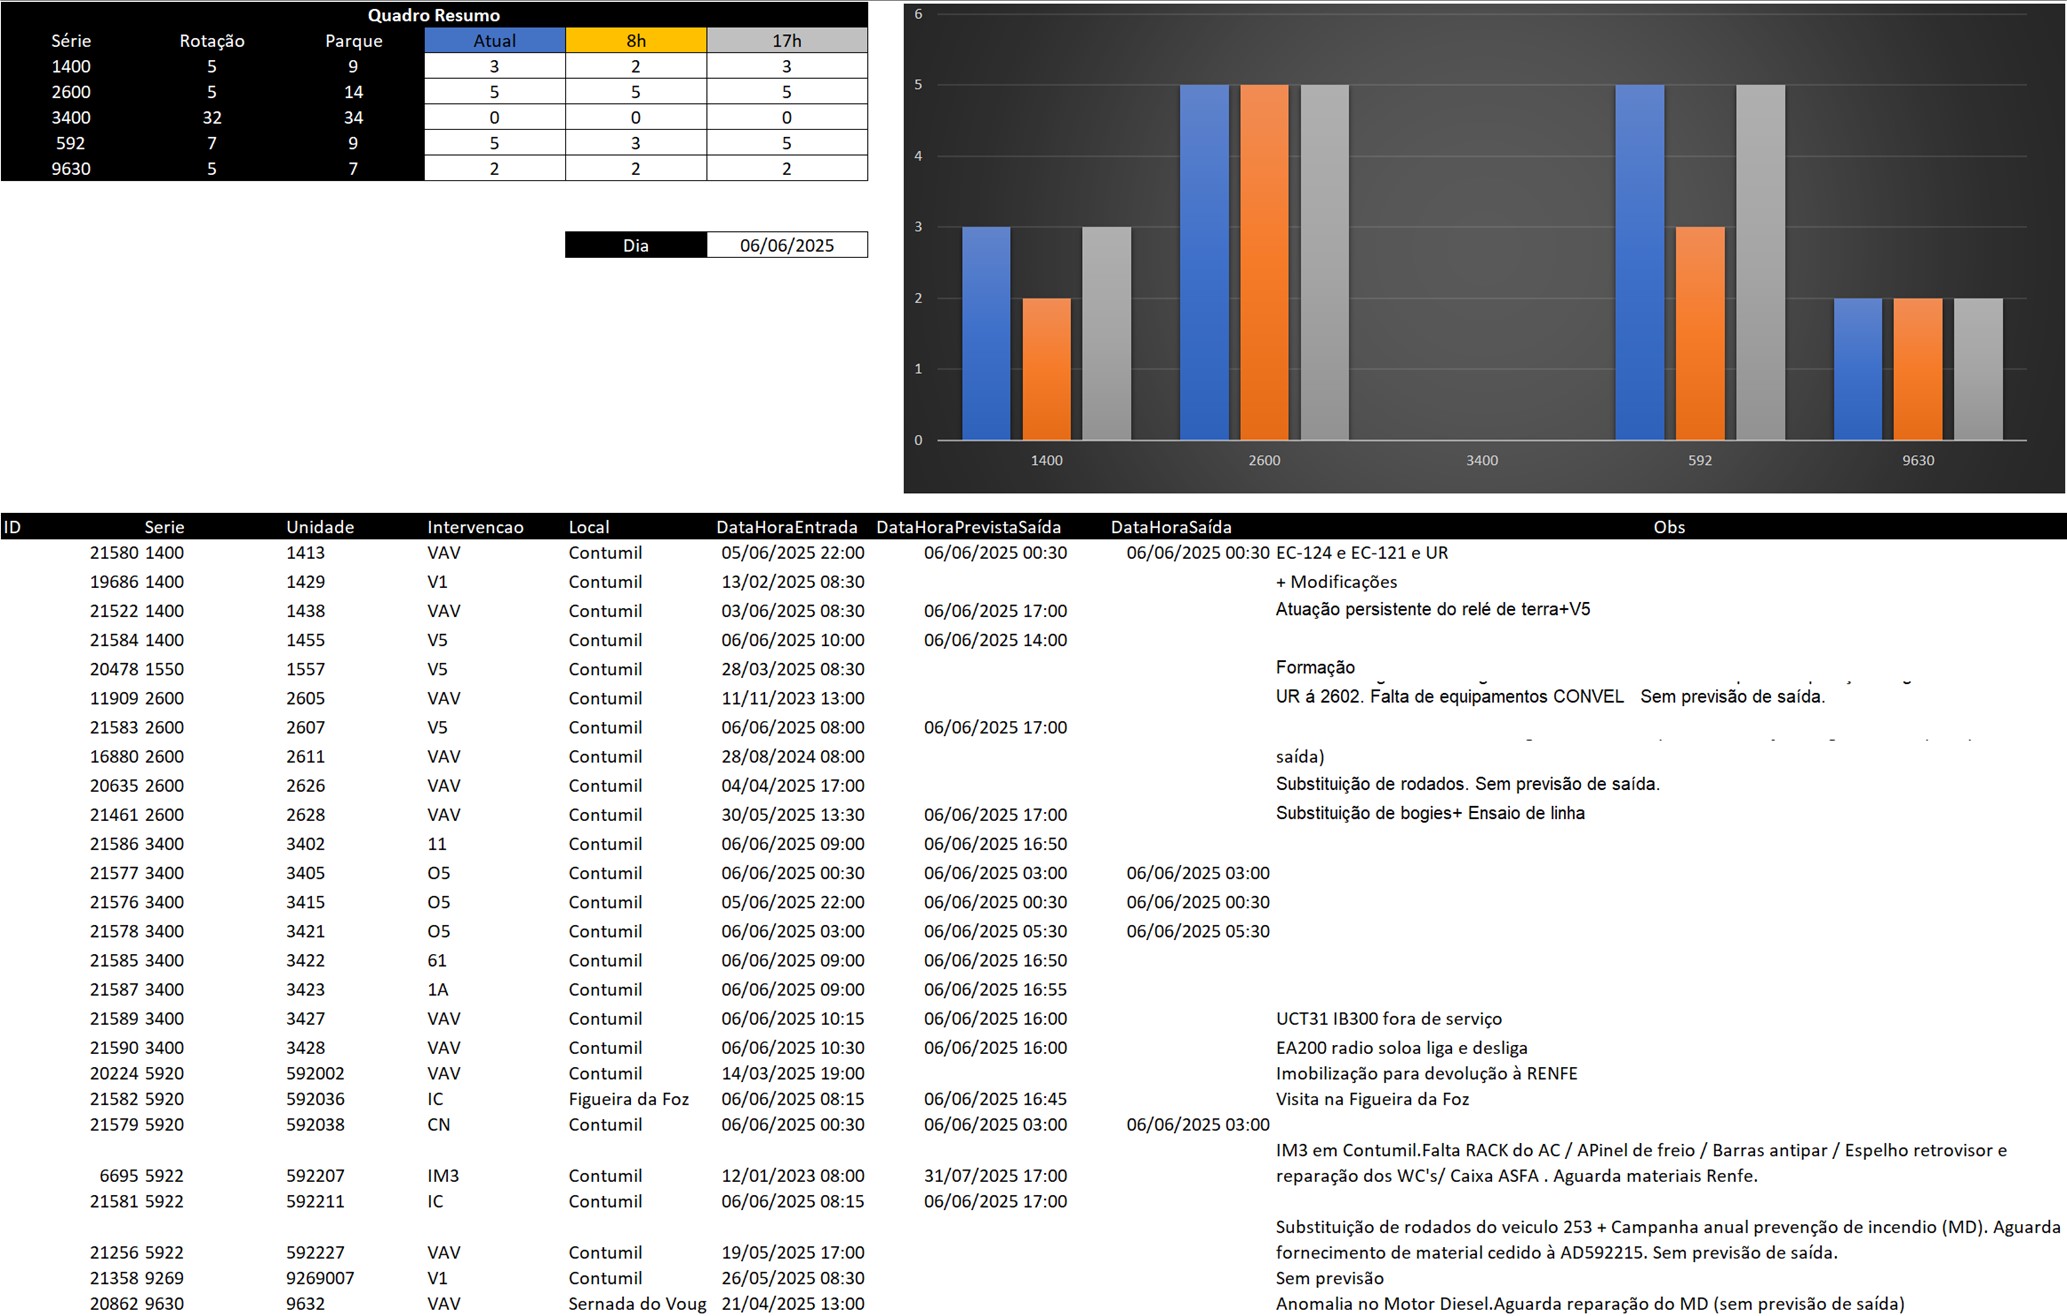 Quadro Resumo
Série Rotação Parque Atual 8h 17h
1400 5 9 3 2 3
2600 5 14 5 5 5
3400 32 34 0 0 0
592 7 9 5 3 5
9630 5 7 2 2 2
Dia 06/06/2025
6
5
4
3
2
1
0
1400 2600 3400 592 9630
ID Serie Unidade Intervencao Local DataHoraEntrada DataHoraPrevistaSaída DataHoraSaída Obs
21580 1400 1413 VAV Contumil 05/06/2025 22:00 06/06/2025 00:30 06/06/2025 00:30 EC-124 e EC-121 e UR
19686 1400 1429 V1 Contumil 13/02/2025 08:30 + Modificações
21522 1400 1438 VAV Contumil 03/06/2025 08:30 06/06/2025 17:00 Atuação persistente do relé de terra+V5
21584 1400 1455 V5 Contumil 06/06/2025 10:00 06/06/2025 14:00
20478 1550 1557 V5 Contumil 28/03/2025 08:30 Formação
11909 2600 2605 VAV Contumil 11/11/2023 13:00 UR á 2602. Falta de equipamentos CONVEL Sem previsão de saída.
21583 2600 2607 V5 Contumil 06/06/2025 08:00 06/06/2025 17:00
16880 2600 2611 VAV Contumil 28/08/2024 08:00 saída)
20635 2600 2626 VAV Contumil 04/04/2025 17:00 Substituição de rodados. Sem previsão de saída.
21461 2600 2628 VAV Contumil 30/05/2025 13:30 06/06/2025 17:00 Substituição de bogies+ Ensaio de linha
21586 3400 3402 11 Contumil 06/06/2025 09:00 06/06/2025 16:50
21577 3400 3405 O5 Contumil 06/06/2025 00:30 06/06/2025 03:00 06/06/2025 03:00
21576 3400 3415 O5 Contumil 05/06/2025 22:00 06/06/2025 00:30 06/06/2025 00:30
21578 3400 3421 O5 Contumil 06/06/2025 03:00 06/06/2025 05:30 06/06/2025 05:30
21585 3400 3422 61 Contumil 06/06/2025 09:00 06/06/2025 16:50
21587 3400 3423 1A Contumil 06/06/2025 09:00 06/06/2025 16:55
21589 3400 3427 VAV Contumil 06/06/2025 10:15 06/06/2025 16:00 UCT31 IB300 fora de serviço
21590 3400 3428 VAV Contumil 06/06/2025 10:30 06/06/2025 16:00 EA200 radio soloa liga e desliga
20224 5920 592002 VAV Contumil 14/03/2025 19:00 Imobilização para devolução à RENFE
21582 5920 592036 IC Figueira da Foz 06/06/2025 08:15 06/06/2025 16:45 Visita na Figueira da Foz
21579 5920 592038 CN Contumil 06/06/2025 00:30 06/06/2025 03:00 06/06/2025 03:00
IM3 em Contumil.Falta RACK do AC / APinel de freio / Barras antipar / Espelho retrovisor e
6695 5922 592207 IM3 Contumil 12/01/2023 08:00 31/07/2025 17:00 reparação dos WC's/ Caixa ASFA . Aguarda materiais Renfe.
21581 5922 592211 IC Contumil 06/06/2025 08:15 06/06/2025 17:00
Substituição de rodados do veiculo 253 + Campanha anual prevenção de incendio (MD). Aguarda
21256 5922 592227 VAV Contumil 19/05/2025 17:00 fornecimento de material cedido à AD592215. Sem previsão de saída.
21358 9269 9269007 V1 Contumil 26/05/2025 08:30 Sem previsão
20862 9630 9632 VAV Sernada do Voug 21/04/2025 13:00 Anomalia no Motor Diesel.Aguarda reparação do MD (sem previsão de saída)